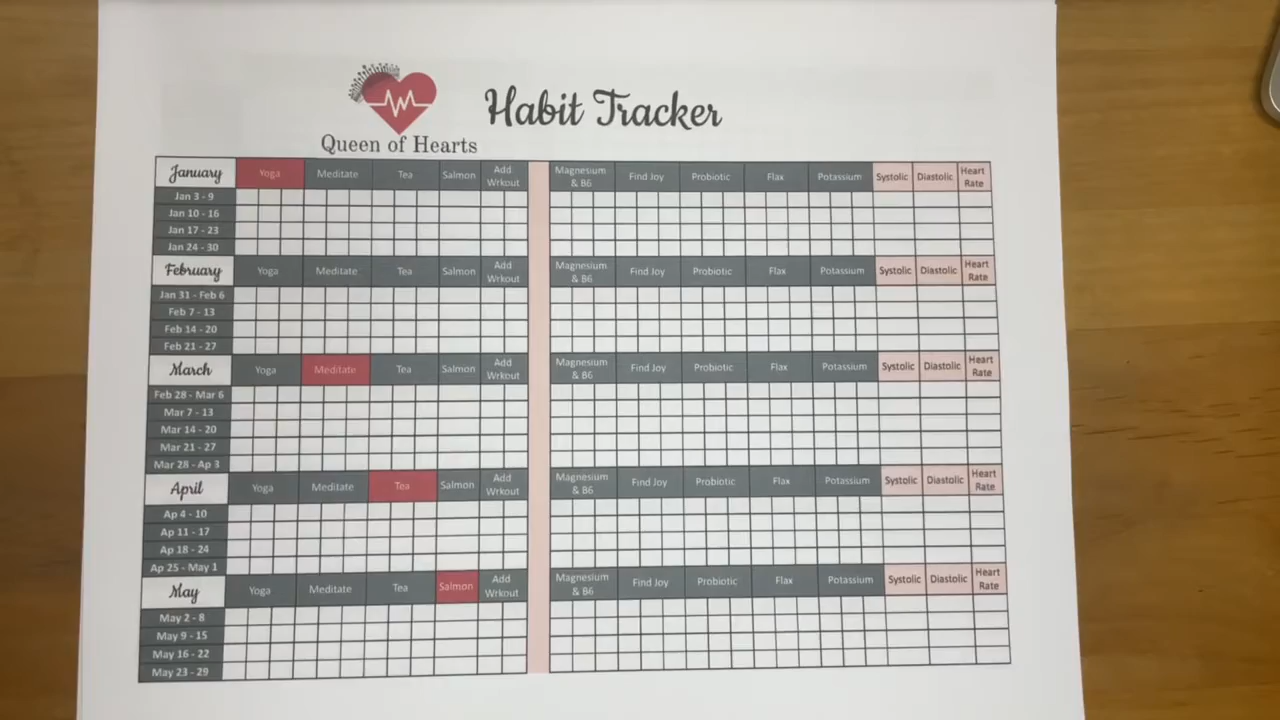 Habit Tracker
Queen of Hearts
January Yoga Meditate Tea Salmon Add Wrkout Magnesium & B6 Find Joy Probiotic Flax Potassium Systolic Diastolic Heart Rate
Jan 3 - 9
Jan 10 - 16
Jan 17 - 23
Jan 24 - 30
February Yoga Meditate Tea Salmon Add Wrkout Magnesium & B6 Find Joy Probiotic Flax Potassium Systolic Diastolic Heart Rate
Jan 31 - Feb 6
Feb 7 - 13
Feb 14 - 20
Feb 21 - 27
March Yoga Meditate Tea Salmon Add Wrkout Magnesium & B6 Find Joy Probiotic Flax Potassium Systolic Diastolic Heart Rate
Feb 28 - Mar 6
Mar 7 - 13
Mar 14 - 20
Mar 21 - 27
Mar 28 - Ap 3
April Yoga Meditate Tea Salmon Add Wrkout Magnesium & B6 Find Joy Probiotic Flax Potassium Systolic Diastolic Heart Rate
Ap 4 - 10
Ap 11 - 17
Ap 18 - 24
Ap 25 - May 1
May Yoga Meditate Tea Salmon Add Wrkout Magnesium & B6 Find Joy Probiotic Flax Potassium Systolic Diastolic Heart Rate
May 2 - 8
May 9 - 15
May 16 - 22
May 23 - 29